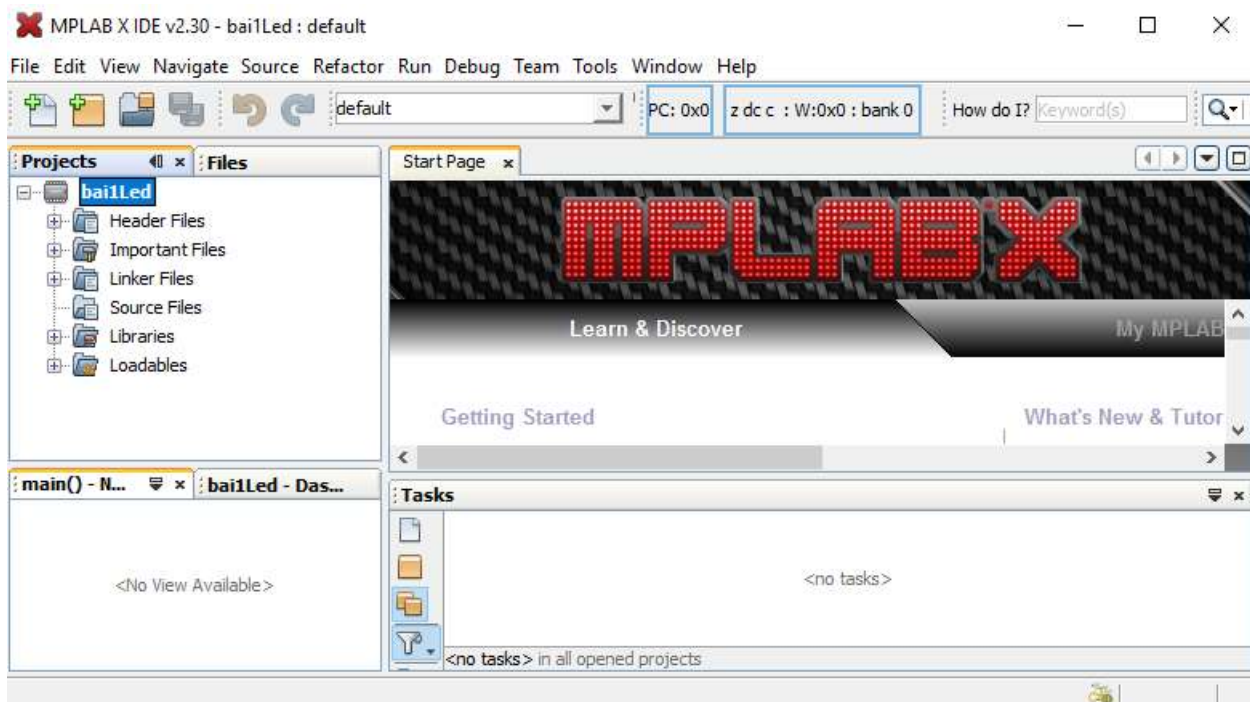 MPLAB X IDE v2.30 - bai1Led : default
File Edit View Navigate Source Refactor Run Debug Team Tools Window Help
default PC: 0x0 z dc c : W:0x0 : bank 0 How do I? Keyword(s)
Projects Files
bai1Led
Header Files
Important Files
Linker Files
Source Files
Libraries
Loadables
Start Page
MPLAB X
Learn & Discover My MPLAB
Getting Started What's New & Tutor
main() - N... bai1Led - Das...
<No View Available>
Tasks
<no tasks>
<no tasks> in all opened projects